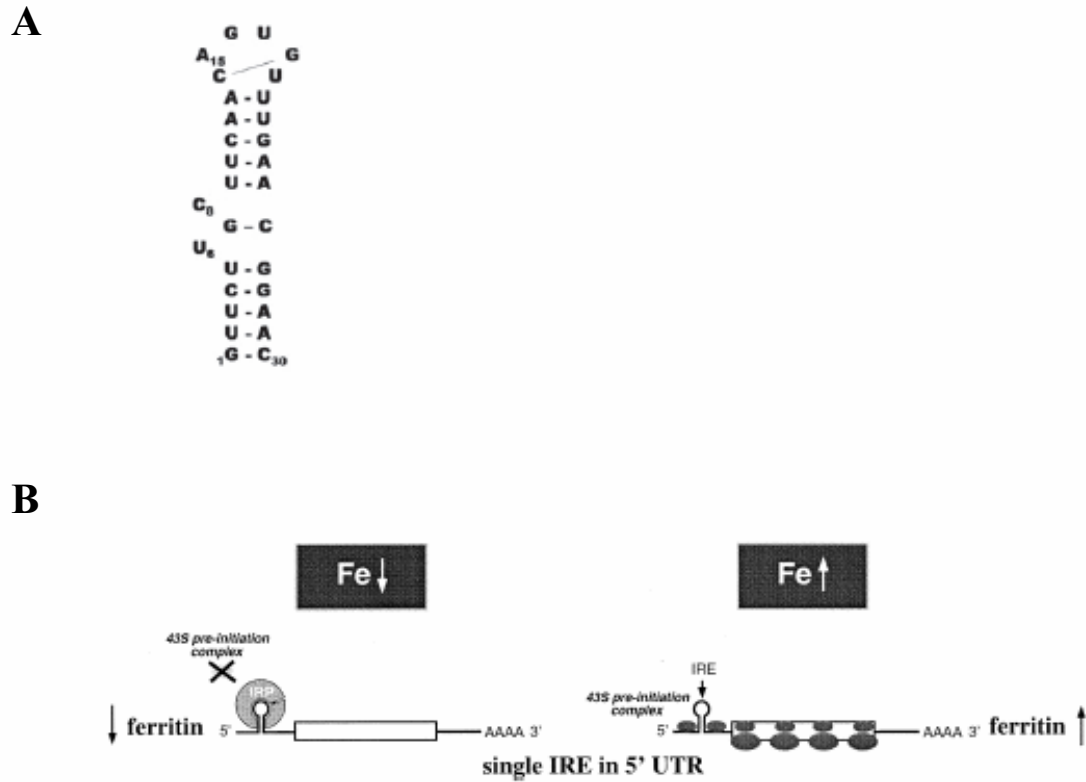 A
G U
A15 G
C U
A - U
A - U
C - G
U - A
U - A
C8
G - C
U6
U - G
C - G
U - A
U - A
1G - C30
B
Fe↓ Fe↑
43S pre-initiation
complex
IRP
IRE
43S pre-initiation
complex
↓ ferritin 5' AAAA 3' 5' AAAA 3' ferritin ↑
single IRE in 5' UTR